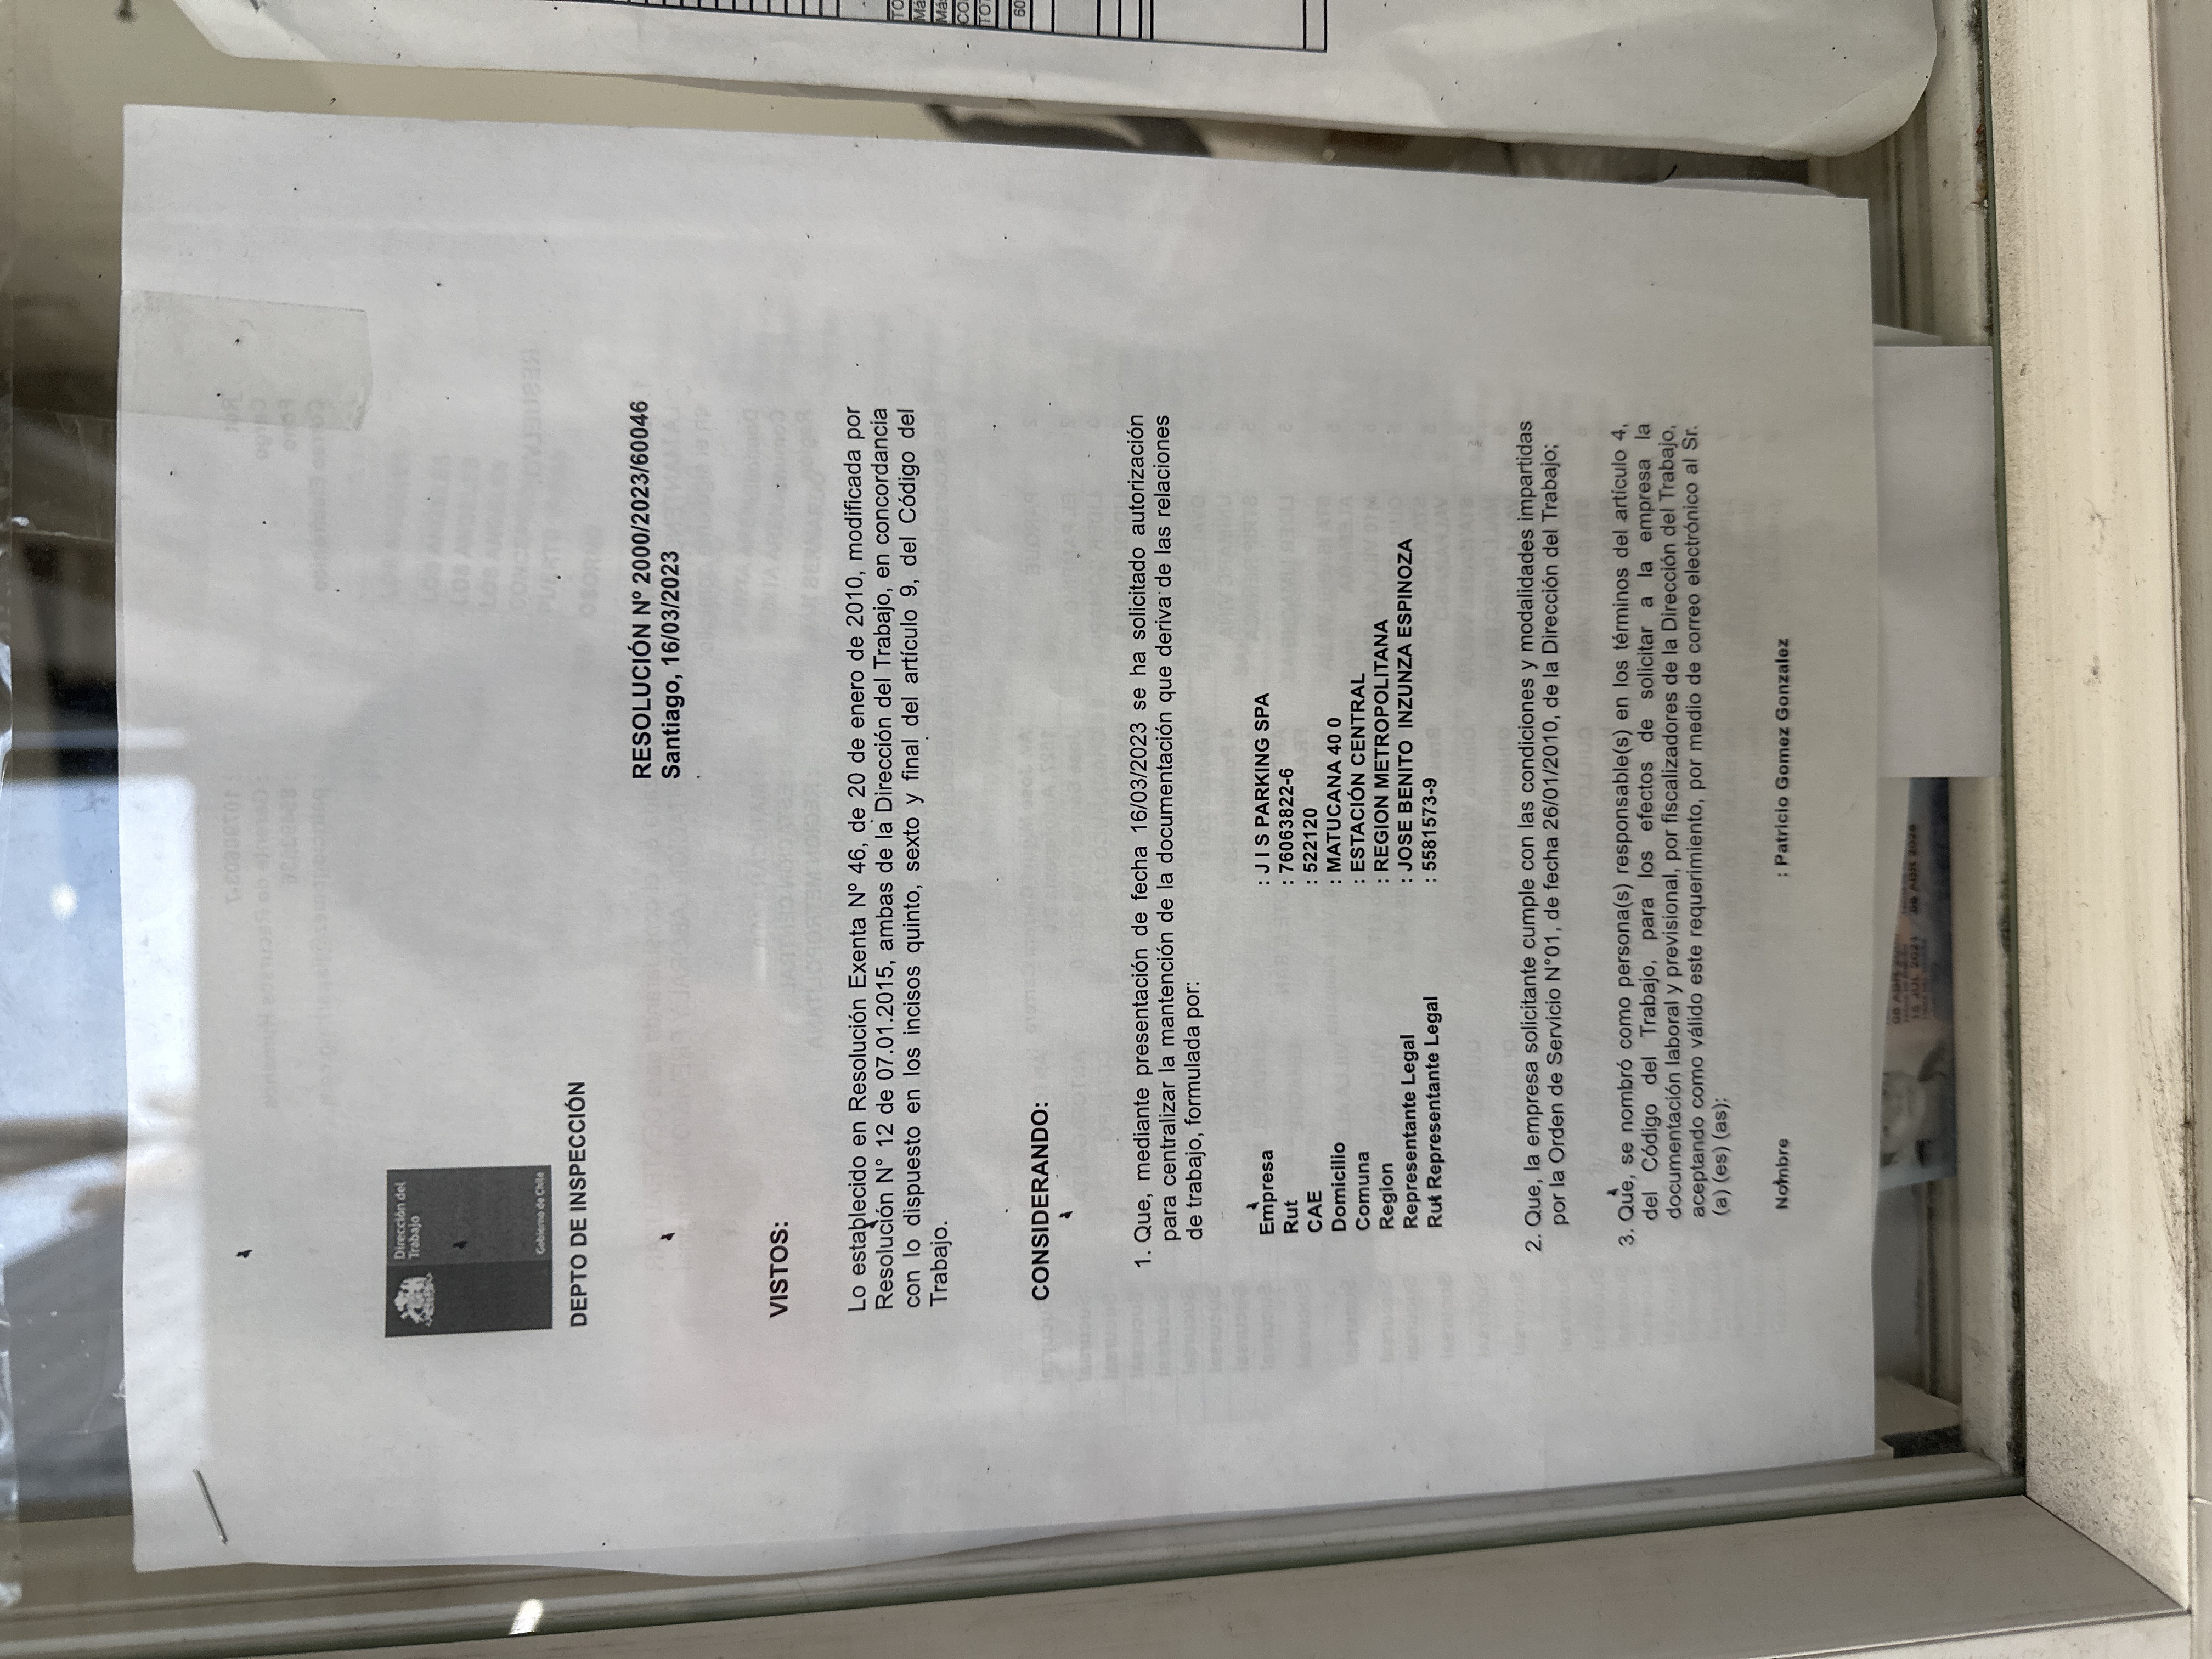 Dirección del
Trabajo
Gobierno de Chile
DEPTO DE INSPECCIÓN
RESOLUCIÓN Nº 2000/2023/60046
Santiago, 16/03/2023
VISTOS:
Lo establecido en Resolución Exenta Nº 46, de 20 de enero de 2010, modificada por
Resolución N° 12 de 07.01.2015, ambas de la Dirección del Trabajo, en concordancia
con lo dispuesto en los incisos quinto, sexto y final del artículo 9, del Código del
Trabajo.
CONSIDERANDO:
1. Que, mediante presentación de fecha 16/03/2023 se ha solicitado autorización
para centralizar la mantención de la documentación que deriva de las relaciones
de trabajo, formulada por:
Empresa : J I S PARKING SPA
Rut : 76063822-6
CAE : 522120
Domicilio : MATUCANA 40 0
Comuna : ESTACIÓN CENTRAL
Region : REGION METROPOLITANA
Representante Legal : JOSE BENITO INZUNZA ESPINOZA
Rut Representante Legal : 5581573-9
2. Que, la empresa solicitante cumple con las condiciones y modalidades impartidas
por la Orden de Servicio N°01, de fecha 26/01/2010, de la Dirección del Trabajo;
3. Que, se nombró como persona(s) responsable(s) en los términos del artículo 4,
del Código del Trabajo, para los efectos de solicitar a la empresa la
documentación laboral y previsional, por fiscalizadores de la Dirección del Trabajo,
aceptando como válido este requerimiento, por medio de correo electrónico al Sr.
(a) (es) (as):
Nombre : Patricio Gomez Gonzalez